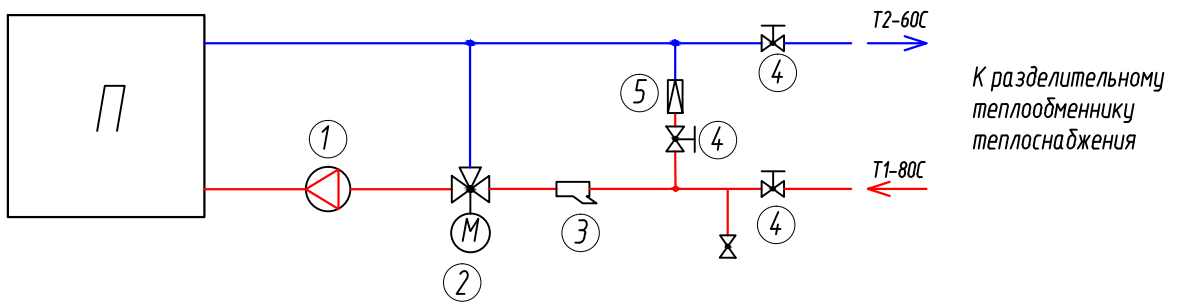 Т2-60С
К разделительному
теплообменнику
теплоснабжения
4
П
5
1
4
Т1-80С
М
3
4
2